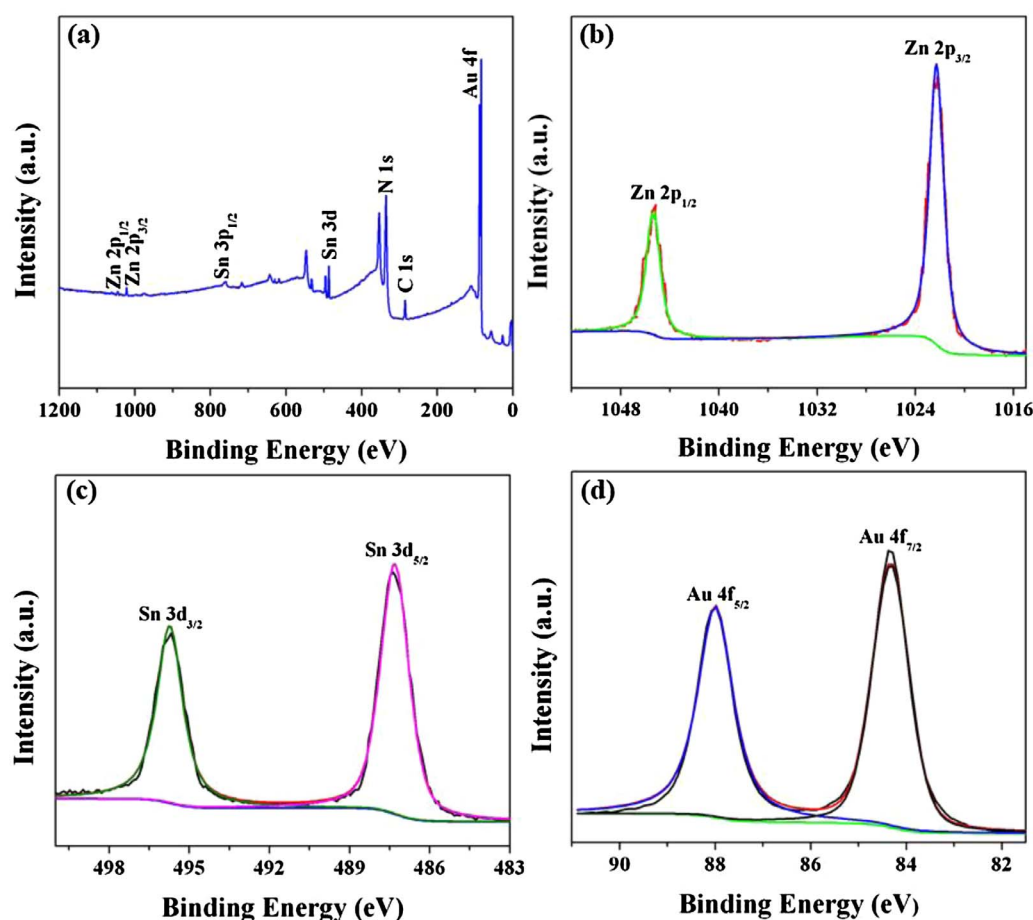 (a)
Au 4f
N 1s
Sn 3d
C 1s
Sn 3p1/2
Zn 2p1/2
Zn 2p3/2
Intensity (a.u.)
1200 1000 800 600 400 200 0
Binding Energy (eV)
(b)
Zn 2p3/2
Zn 2p1/2
Intensity (a.u.)
1048 1040 1032 1024 1016
Binding Energy (eV)
(c)
Sn 3d5/2
Sn 3d3/2
Intensity (a.u.)
498 495 492 489 486 483
Binding Energy (eV)
(d)
Au 4f7/2
Au 4f5/2
Intensity (a.u.)
90 88 86 84 82
Binding Energy (eV)